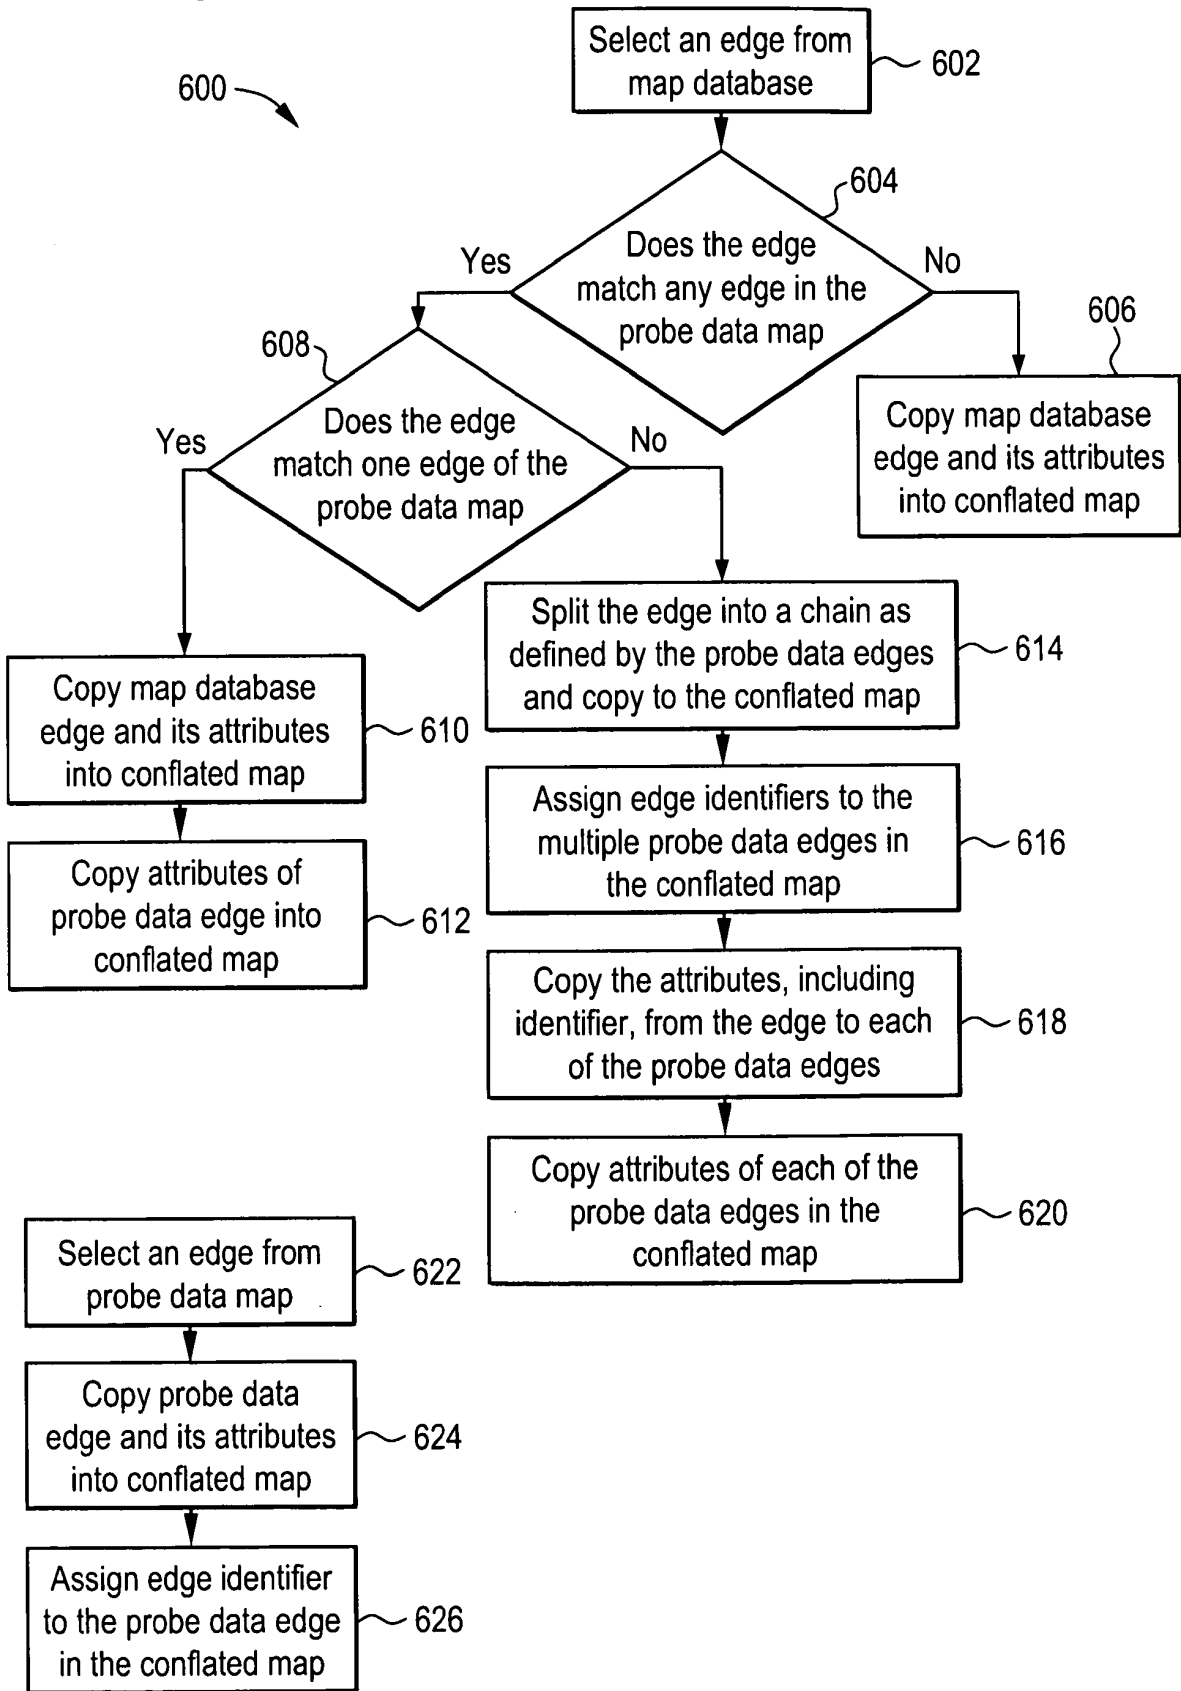 Select an edge from
map database
602
600
604
Does the edge
match any edge in the
probe data map
Yes
No
606
Copy map database
edge and its attributes
into conflated map
608
Does the edge
match one edge of the
probe data map
Yes
No
Split the edge into a chain as
defined by the probe data edges
and copy to the conflated map
614
Copy map database
edge and its attributes
into conflated map
610
Assign edge identifiers to the
multiple probe data edges in
the conflated map
616
Copy attributes of
probe data edge into
conflated map
612
Copy the attributes, including
identifier, from the edge to each
of the probe data edges
618
Copy attributes of each of the
probe data edges in the
conflated map
620
Select an edge from
probe data map
622
Copy probe data
edge and its attributes
into conflated map
624
Assign edge identifier
to the probe data edge
in the conflated map
626